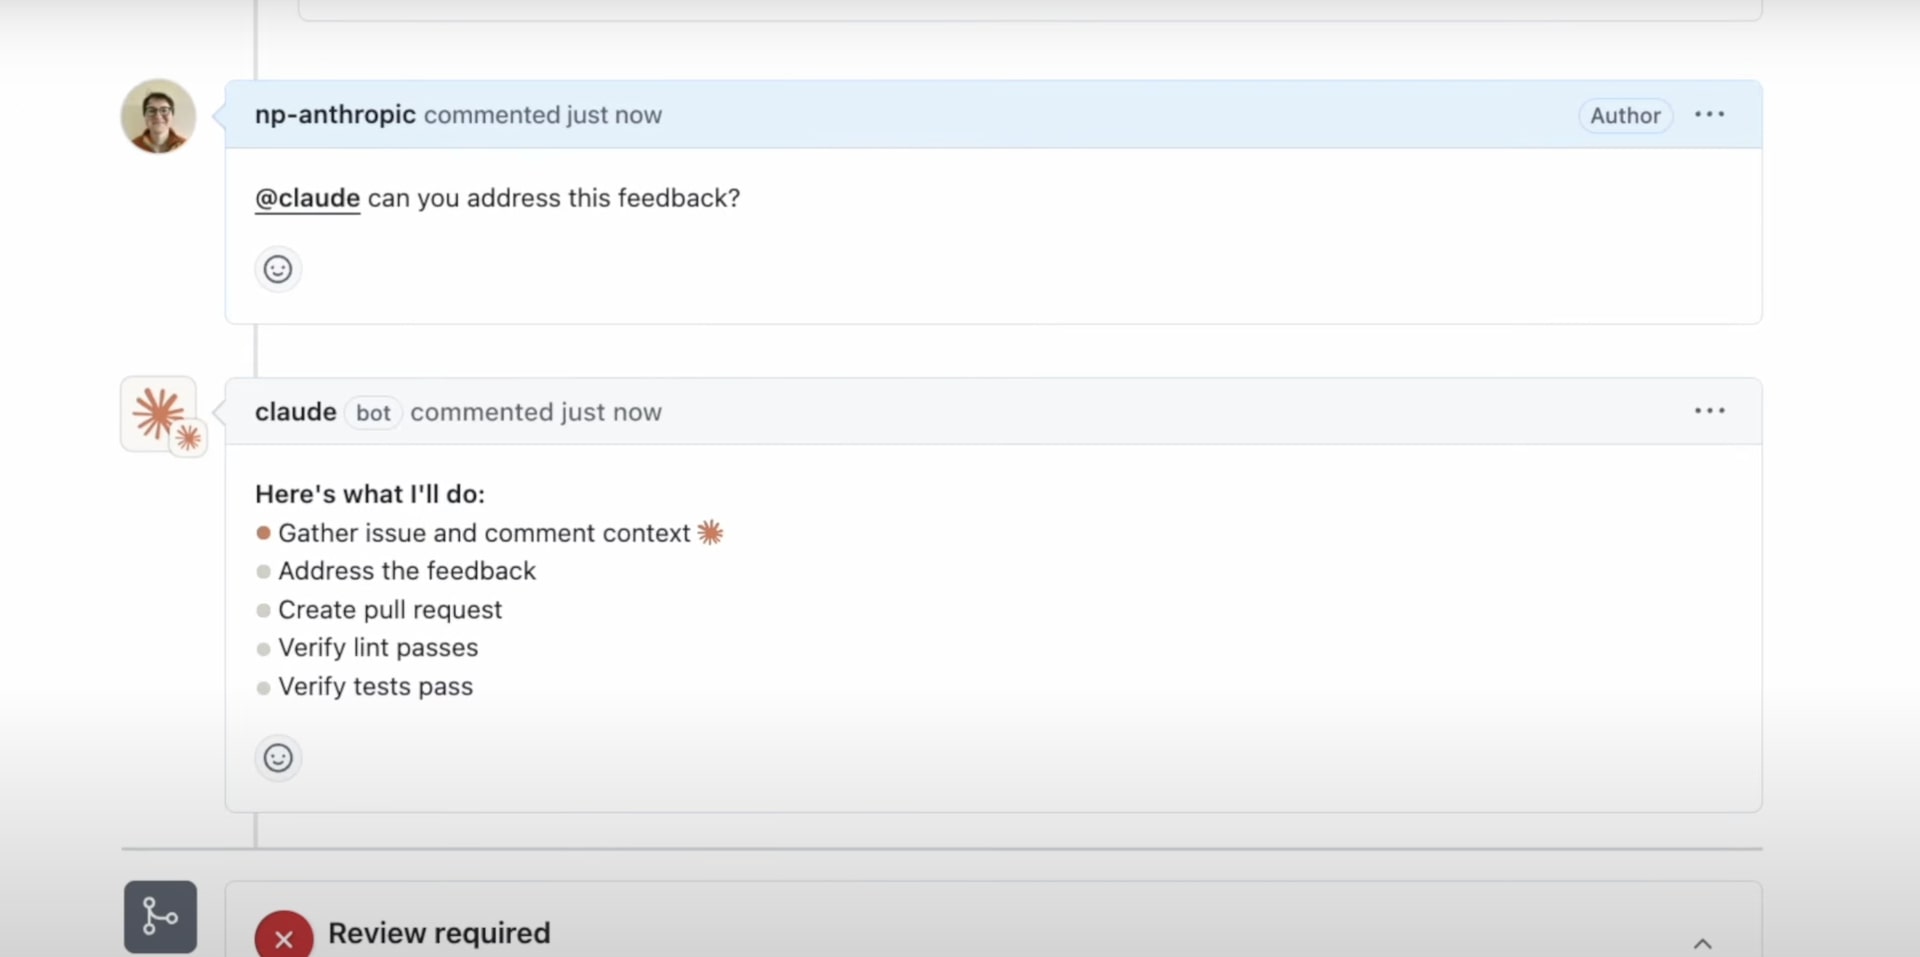 np-anthropic commented just now
Author
@claude can you address this feedback?
claude bot commented just now
Here's what I'll do:
Gather issue and comment context
Address the feedback
Create pull request
Verify lint passes
Verify tests pass
Review required